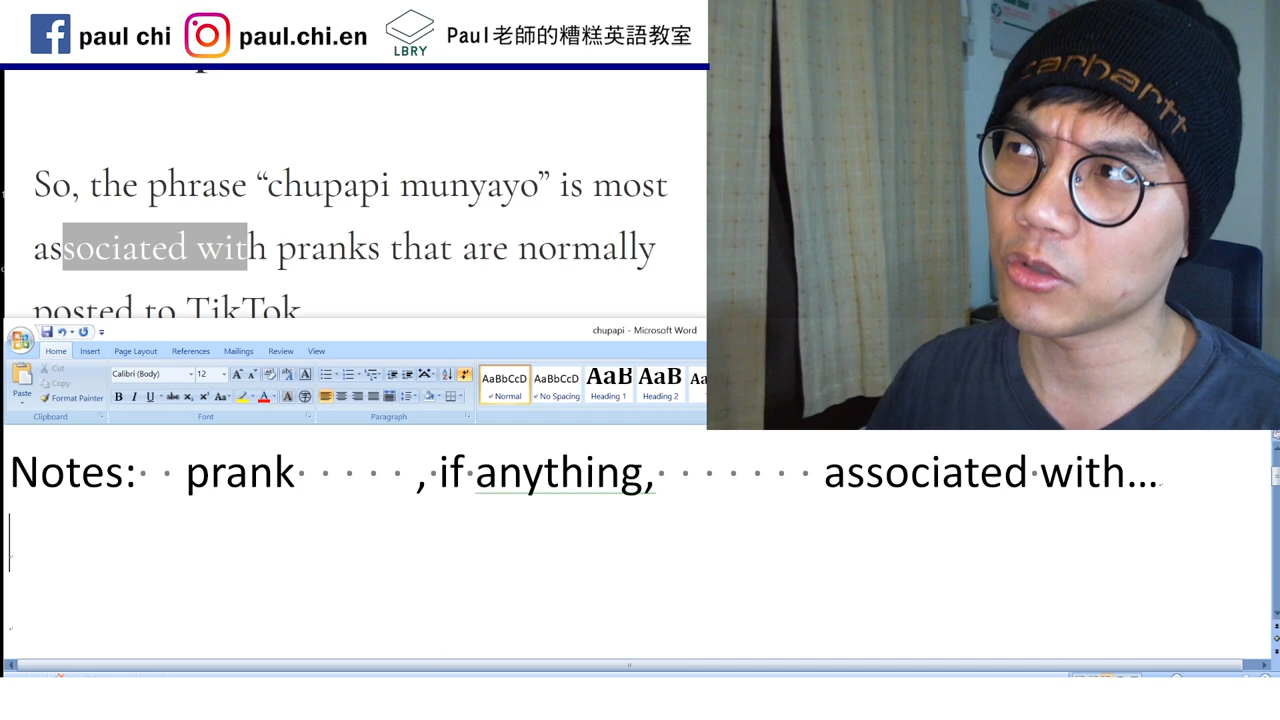 paul chi paul.chi.en LBRY Paul老師的糟糕英語教室
carhartt
So, the phrase “chupapi munyayo” is most
associated with pranks that are normally
posted to TikTok
chupapi - Microsoft Word
Home Insert Page Layout References Mailings Review View
Cut
Copy
Paste
Format Painter
Calibri (Body) 12
AaBbCcD AaBbCcD AaB AaB Aa
Normal No Spacing Heading 1 Heading 2
Clipboard Font Paragraph
Notes: prank , if anything, associated with…